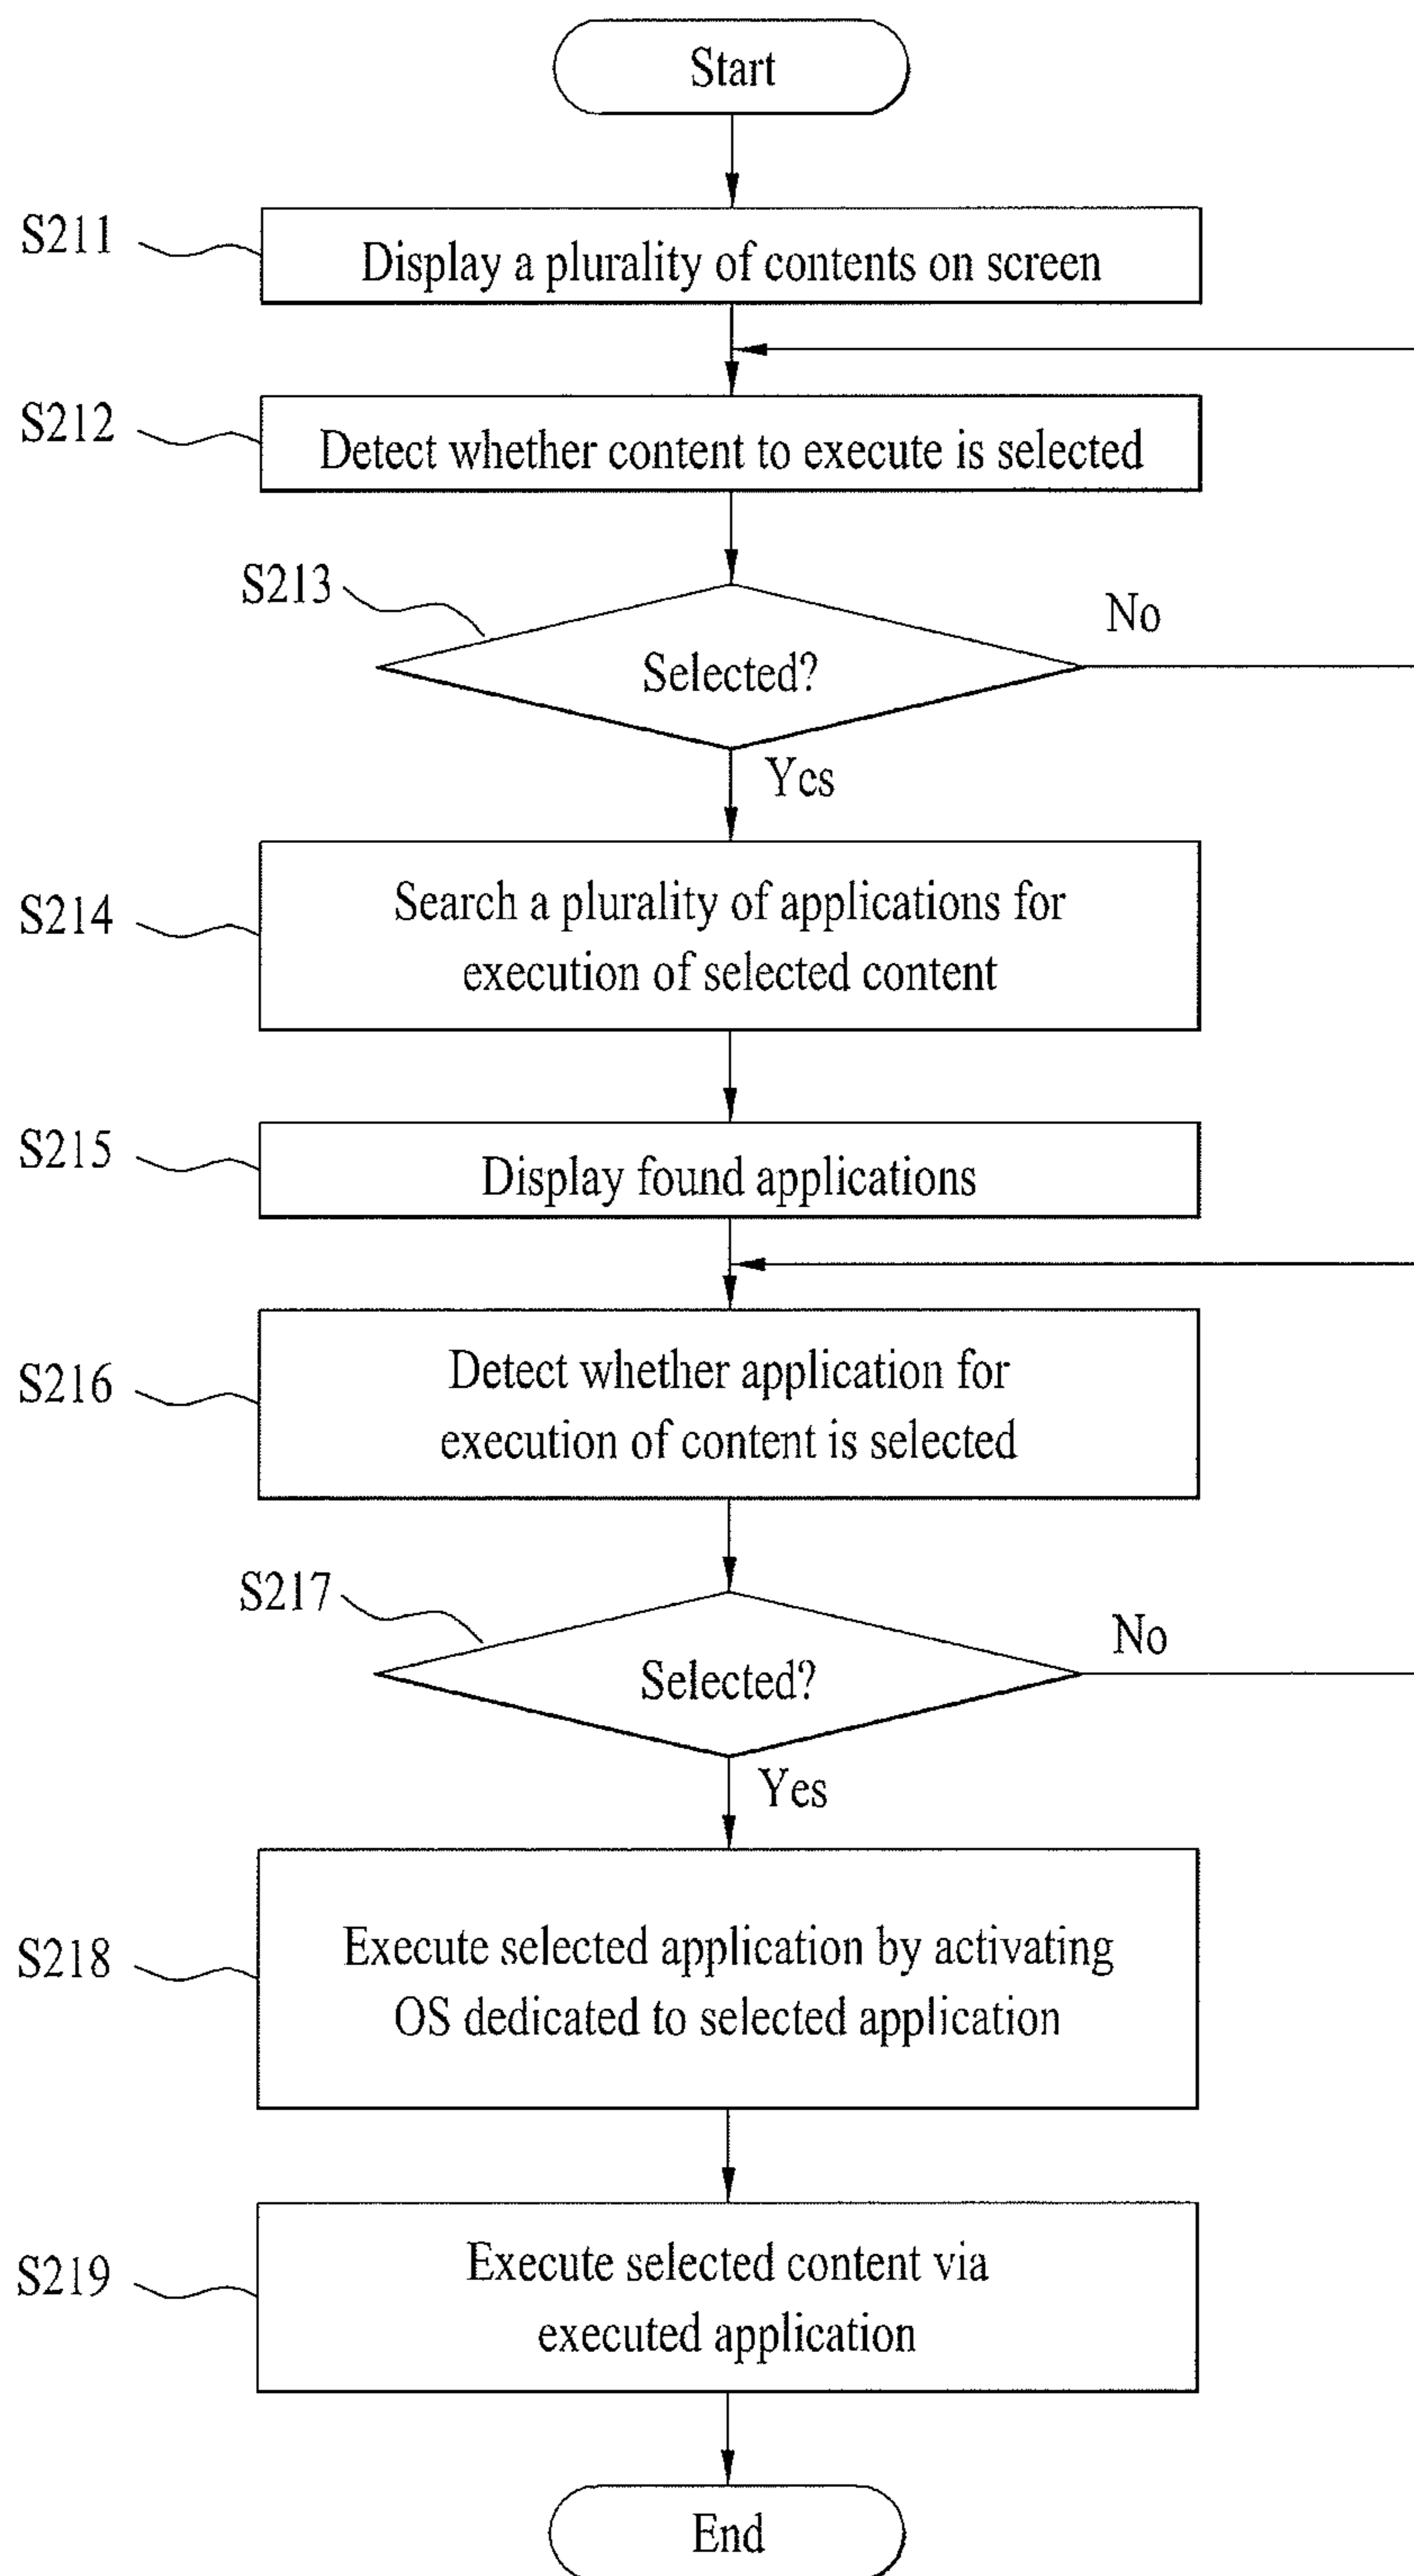 Start
S211
Display a plurality of contents on screen
S212
Detect whether content to execute is selected
S213
Selected?
No
Yes
S214
Search a plurality of applications for
execution of selected content
S215
Display found applications
S216
Detect whether application for
execution of content is selected
S217
Selected?
No
Yes
S218
Execute selected application by activating
OS dedicated to selected application
S219
Execute selected content via
executed application
End